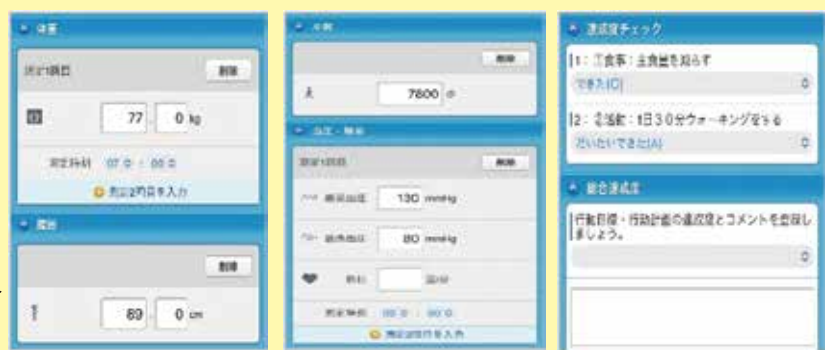 体重
測定1回目 削除
77 . 0 kg
測定時刻 07 : 00
測定2回目を入力
腹囲
削除
89 . 0 cm
歩数
削除
7800 歩
血圧・脈拍
測定1回目 削除
最高血圧 130 mmHg
最低血圧 80 mmHg
脈拍 回/分
測定時刻 00 : 00
測定2回目を入力
達成度チェック
1：①食事：主食量を減らす
できた(○)
2：②活動：1日30分ウォーキングをする
だいたいできた(A)
総合達成度
行動目標・行動計画の達成度とコメントを登録し
ましょう。